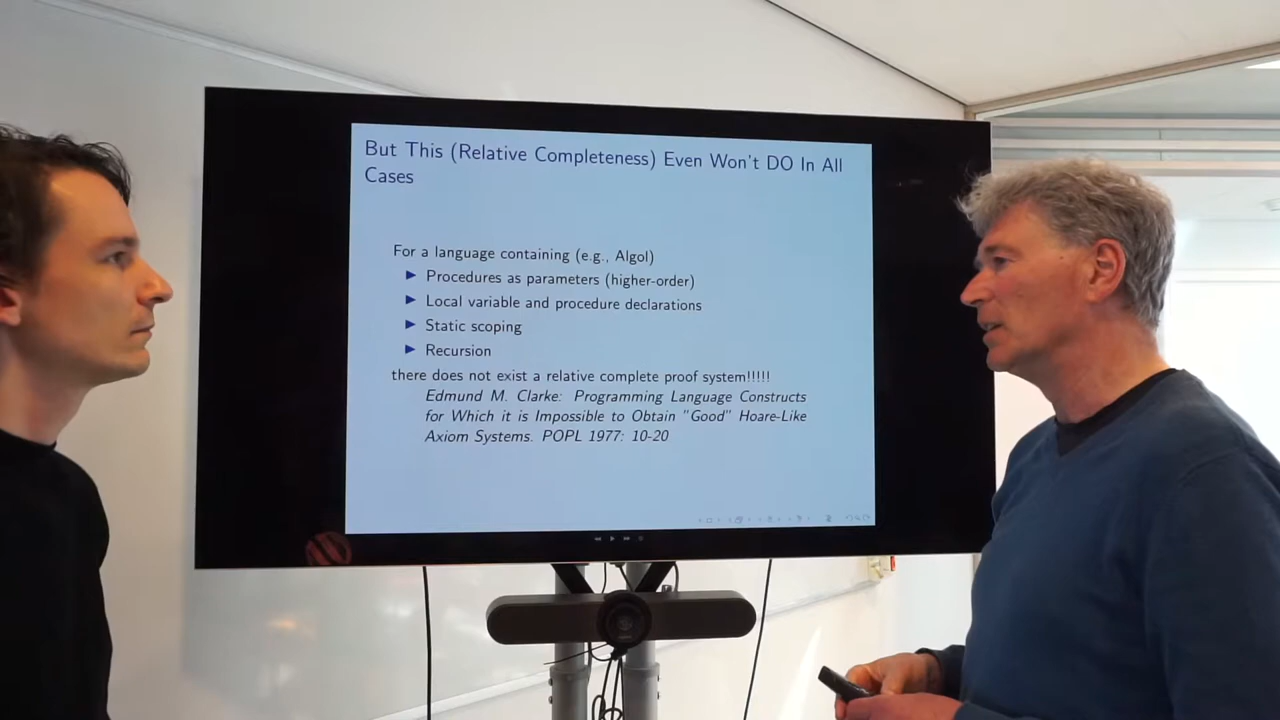 But This (Relative Completeness) Even Won't DO In All
Cases
For a language containing (e.g., Algol)
▶ Procedures as parameters (higher-order)
▶ Local variable and procedure declarations
▶ Static scoping
▶ Recursion
there does not exist a relative complete proof system!!!!!
Edmund M. Clarke: Programming Language Constructs
for Which it is Impossible to Obtain "Good" Hoare-Like
Axiom Systems. POPL 1977: 10-20